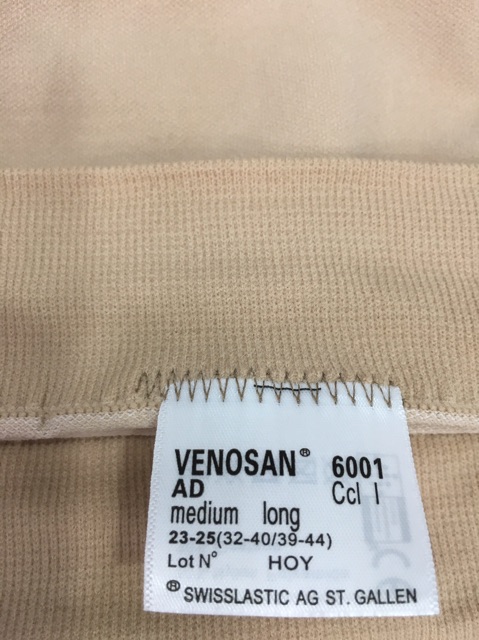 VENOSAN® 6001
AD Ccl I
medium long
23-25(32-40/39-44)
Lot N° HOY
® SWISSLASTIC AG ST. GALLEN